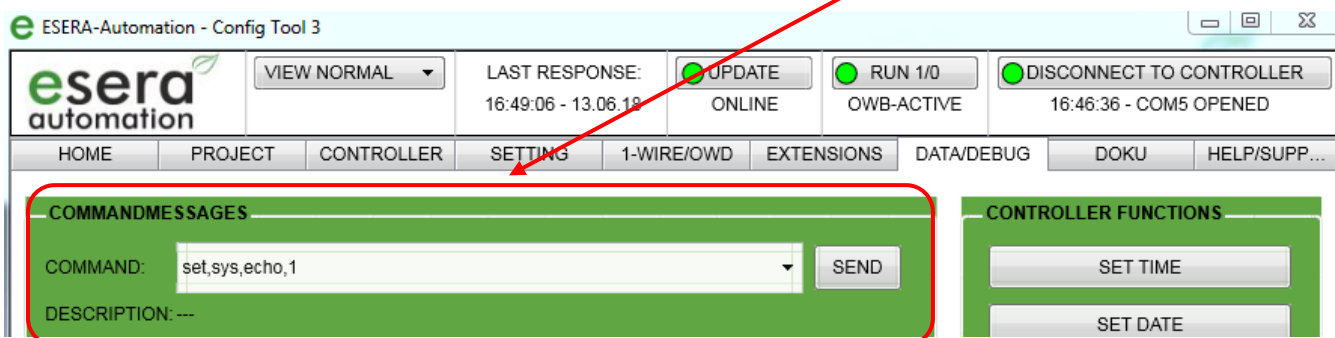 ESERA-Automation - Config Tool 3
esera
automation
VIEW NORMAL
LAST RESPONSE:
16:49:06 - 13.06.18
UPDATE
ONLINE
RUN 1/0
OWB-ACTIVE
DISCONNECT TO CONTROLLER
16:46:36 - COM5 OPENED
HOME
PROJECT
CONTROLLER
SETTING
1-WIRE/OWD
EXTENSIONS
DATA/DEBUG
DOKU
HELP/SUPP...
COMMANDMESSAGES
COMMAND:
set,sys,echo,1
SEND
DESCRIPTION: ---
CONTROLLER FUNCTIONS
SET TIME
SET DATE